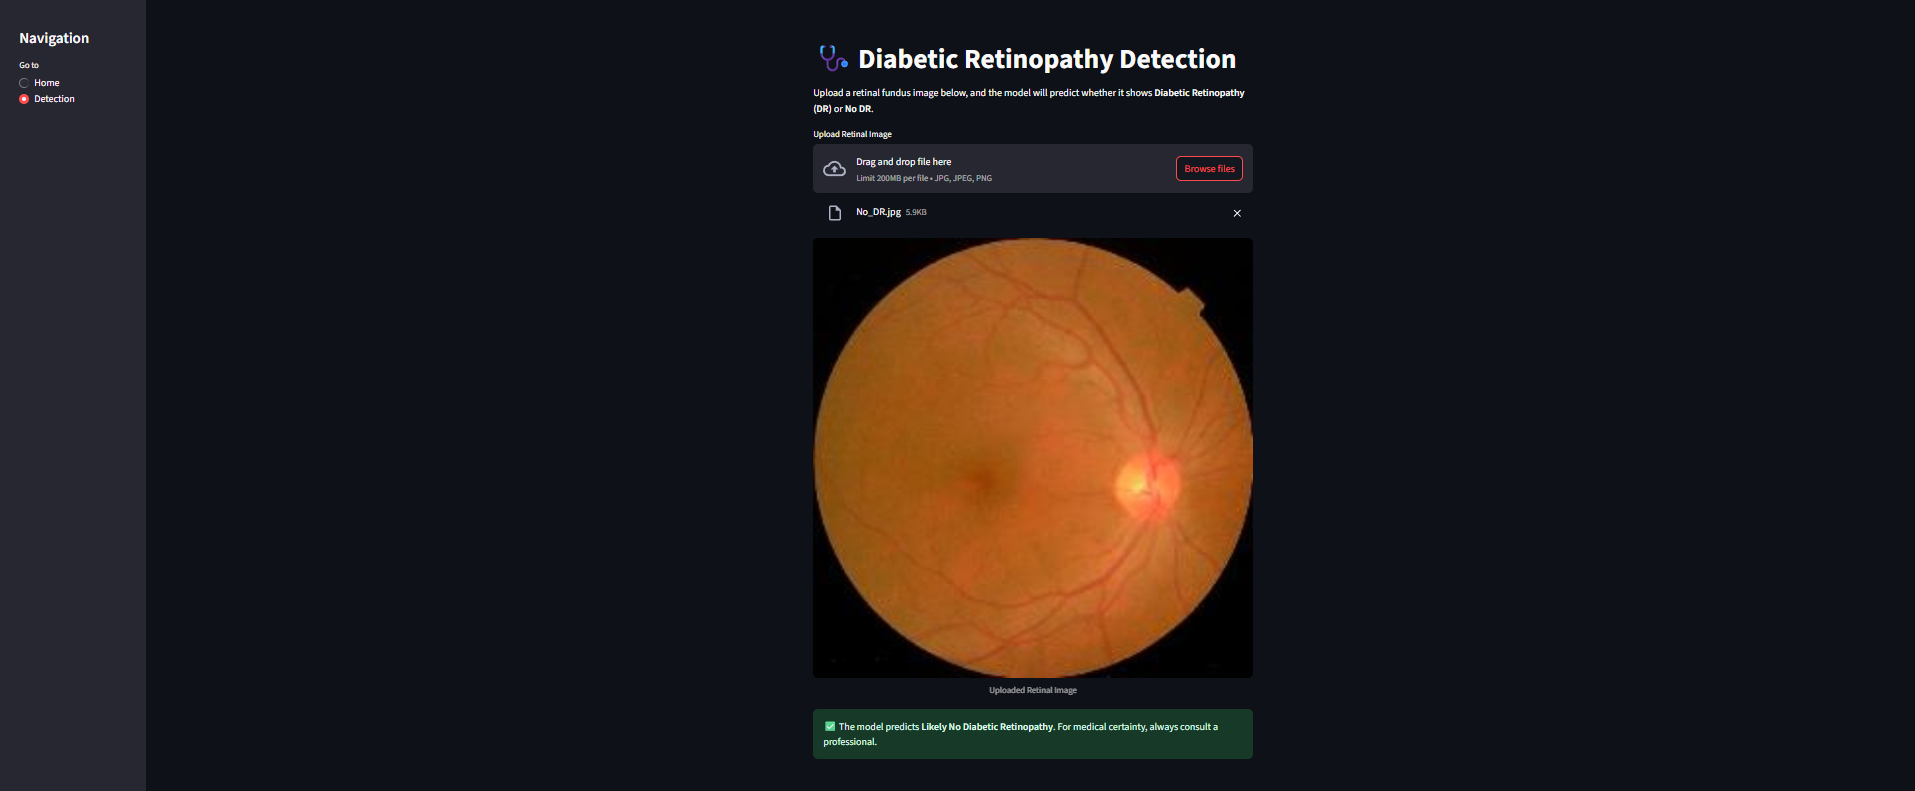 Navigation
Go to
Home
Detection
🩺 Diabetic Retinopathy Detection
Upload a retinal fundus image below, and the model will predict whether it shows Diabetic Retinopathy
(DR) or No DR.
Upload Retinal Image
Drag and drop file here
Limit 200MB per file • JPG, JPEG, PNG
Browse files
No_DR.jpg 5.9KB
Uploaded Retinal Image
✅ The model predicts Likely No Diabetic Retinopathy. For medical certainty, always consult a
professional.